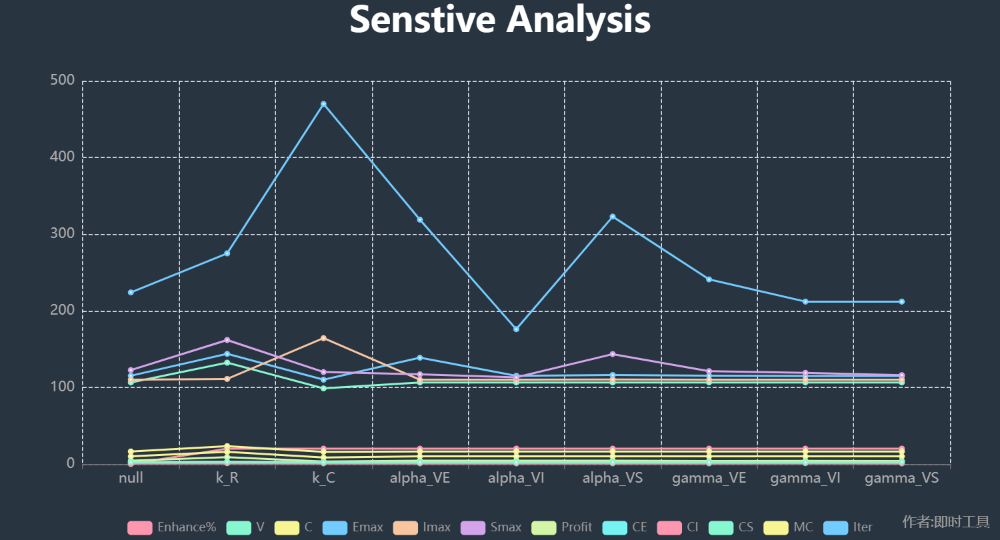 Senstive Analysis
500
400
300
200
100
0
null k_R k_C alpha_VE alpha_VI alpha_VS gamma_VE gamma_VI gamma_VS
Enhance% V C Emax Imax Smax Profit CE CI CS MC Iter
作者:即时工具